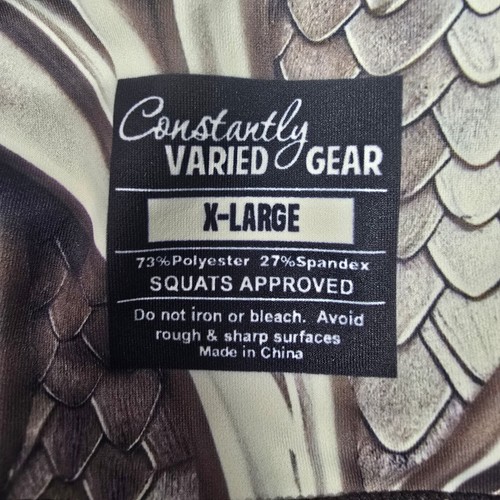 Constantly
VARIED GEAR
X-LARGE
73%Polyester 27%Spandex
SQUATS APPROVED
Do not iron or bleach. Avoid
rough & sharp surfaces
Made in China